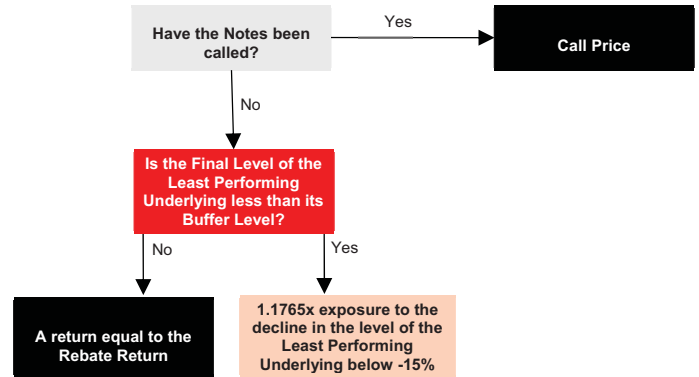 Have the Notes been
called?
Yes
Call Price
No
Is the Final Level of the
Least Performing
Underlying less than its
Buffer Level?
No
Yes
A return equal to the
Rebate Return
1.1765x exposure to the
decline in the level of the
Least Performing
Underlying below -15%